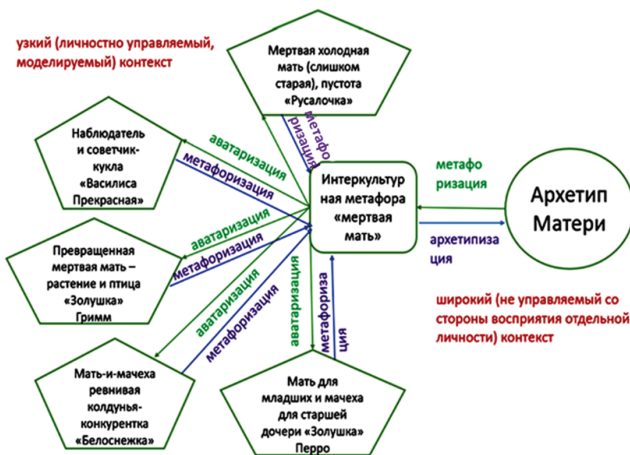 узкий (личностно управляемый,
моделируемый) контекст
Мертвая холодная
мать (слишком
старая), пустота
«Русалочка»
Наблюдатель
и советчик-
кукла
«Василиса
Прекрасная»
аватаризация
метафоризация
аватаризация
метафо
ризация
Интеркультур
ная метафора
«мертвая
мать»
метафо
ризация
архетипиза
ция
Архетип
Матери
Превращенная
мертвая мать –
растение и птица
«Золушка»
Гримм
аватаризация
метафоризация
аватаризация
метафоризация
аватаризация
метафориза
ция
широкий (не управляемый со
стороны восприятия отдельной
личности) контекст
Мать-и-мачеха
ревнивая
колдунья-
конкурентка
«Белоснежка»
Мать для
младших и мачеха
для старшей
дочери «Золушка»
Перро